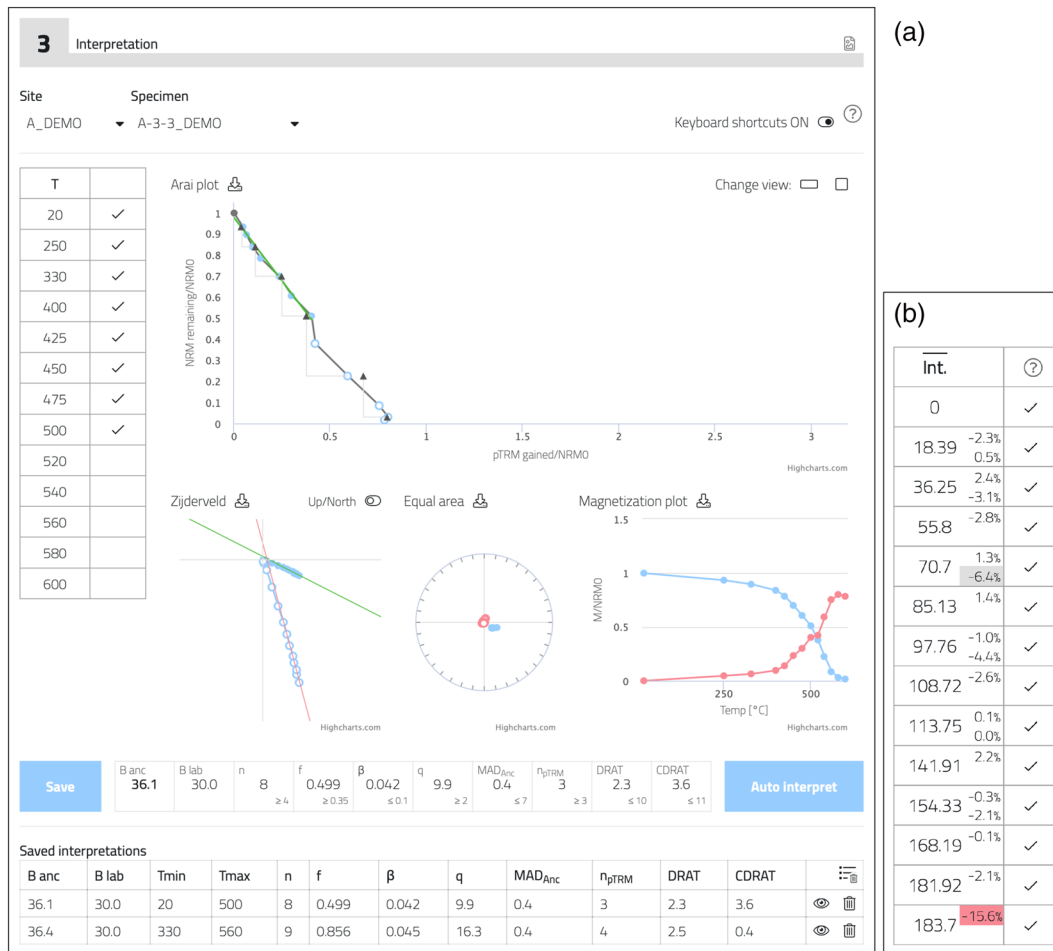 (a)
3 Interpretation
Site Specimen
A_DEMO A-3-3_DEMO Keyboard shortcuts ON ?
T
20 ✓
250 ✓
330 ✓
400 ✓
425 ✓
450 ✓
475 ✓
500 ✓
520
540
560
580
600
Arai plot Change view:
NRM remaining/NRM0
1
0.9
0.8
0.7
0.6
0.5
0.4
0.3
0.2
0.1
0
0 0.5 1 1.5 2 2.5 3
pTRM gained/NRM0
Highcharts.com
Zijderveld Up/North
Highcharts.com
Equal area
Magnetization plot
M/NRM0
1.5
1
0.5
0
250 500
Temp [°C]
Highcharts.com
Save
B anc B lab n f β q MADAnc npTRM DRAT CDRAT
36.1 30.0 8 0.499 0.042 9.9 0.4 3 2.3 3.6
≥ 4 ≥ 0.35 ≤ 0.1 ≥ 2 ≤ 7 ≥ 3 ≤ 10 ≤ 11
Auto interpret
Saved interpretations
B anc B lab Tmin Tmax n f β q MADAnc npTRM DRAT CDRAT
36.1 30.0 20 500 8 0.499 0.042 9.9 0.4 3 2.3 3.6
36.4 30.0 330 560 9 0.856 0.045 16.3 0.4 4 2.5 0.4
(b)
Int. ?
0 ✓
18.39 -2.3% 0.5% ✓
36.25 2.4% -3.1% ✓
55.8 -2.8% ✓
70.7 1.3% -6.4% ✓
85.13 1.4% ✓
97.76 -1.0% -4.4% ✓
108.72 -2.6% ✓
113.75 0.1% 0.0% ✓
141.91 2.2% ✓
154.33 -0.3% -2.1% ✓
168.19 -0.1% ✓
181.92 -2.1% ✓
183.7 -15.6% ✓